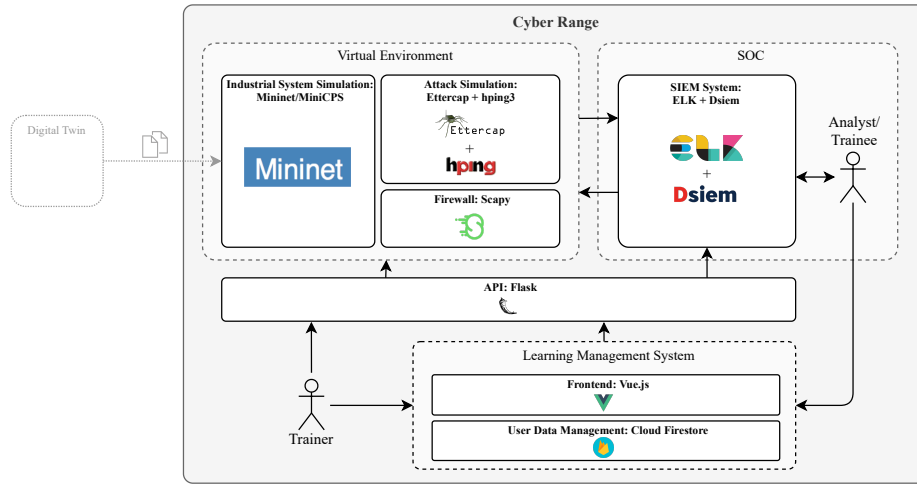 Cyber Range
Virtual Environment
SOC
Industrial System Simulation:
Mininet/MiniCPS
Mininet
Attack Simulation:
Ettercap + hping3
Ettercap
+
hping
Firewall: Scapy
SIEM System:
ELK + Dsiem
ELK
+
Dsiem
Analyst/
Trainee
Digital Twin
API: Flask
Learning Management System
Frontend: Vue.js
User Data Management: Cloud Firestore
Trainer